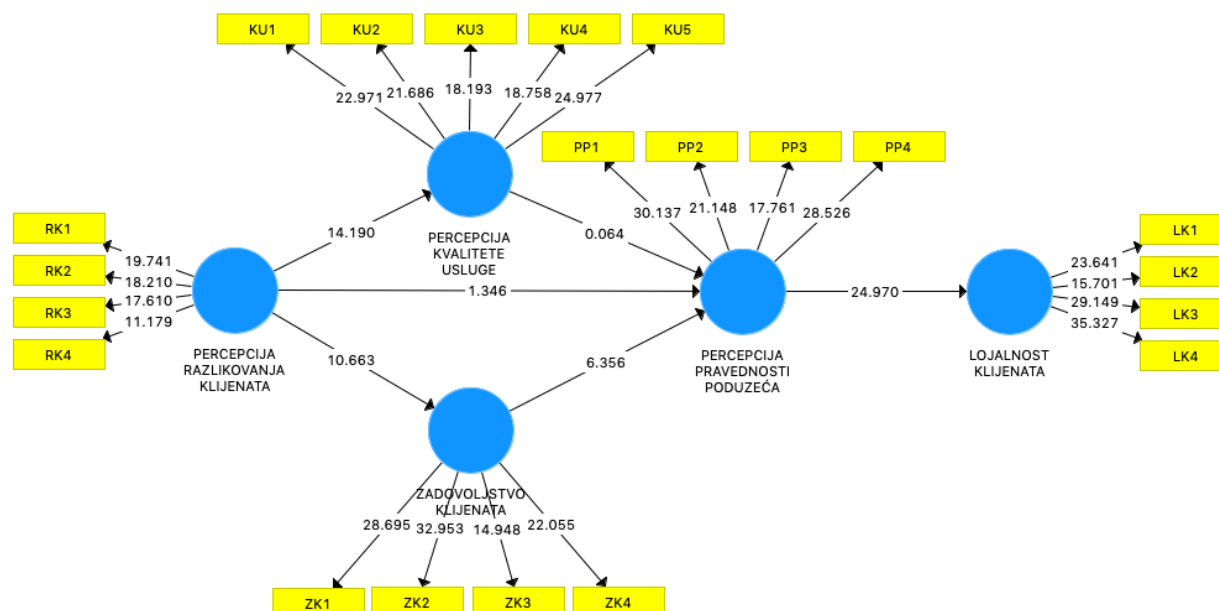 KU1 KU2 KU3 KU4 KU5
22.971 21.686 18.193 18.758 24.977
PP1 PP2 PP3 PP4
30.137 21.148 17.761 28.526
RK1
RK2
RK3
RK4
19.741
18.210
17.610
11.179
14.190
PERCEPCIJA
KVALITETE
USLUGE
0.064
1.346
PERCEPCIJA
RAZLIKOVANJA
KLIJENATA
10.663
6.356
PERCEPCIJA
PRAVEDNOSTI
PODUZEĆA
24.970
LOJALNOST
KLIJENATA
23.641
15.701
29.149
35.327
LK1
LK2
LK3
LK4
ZADOVOLJSTVO
KLIJENATA
28.695 32.953 14.948 22.055
ZK1 ZK2 ZK3 ZK4